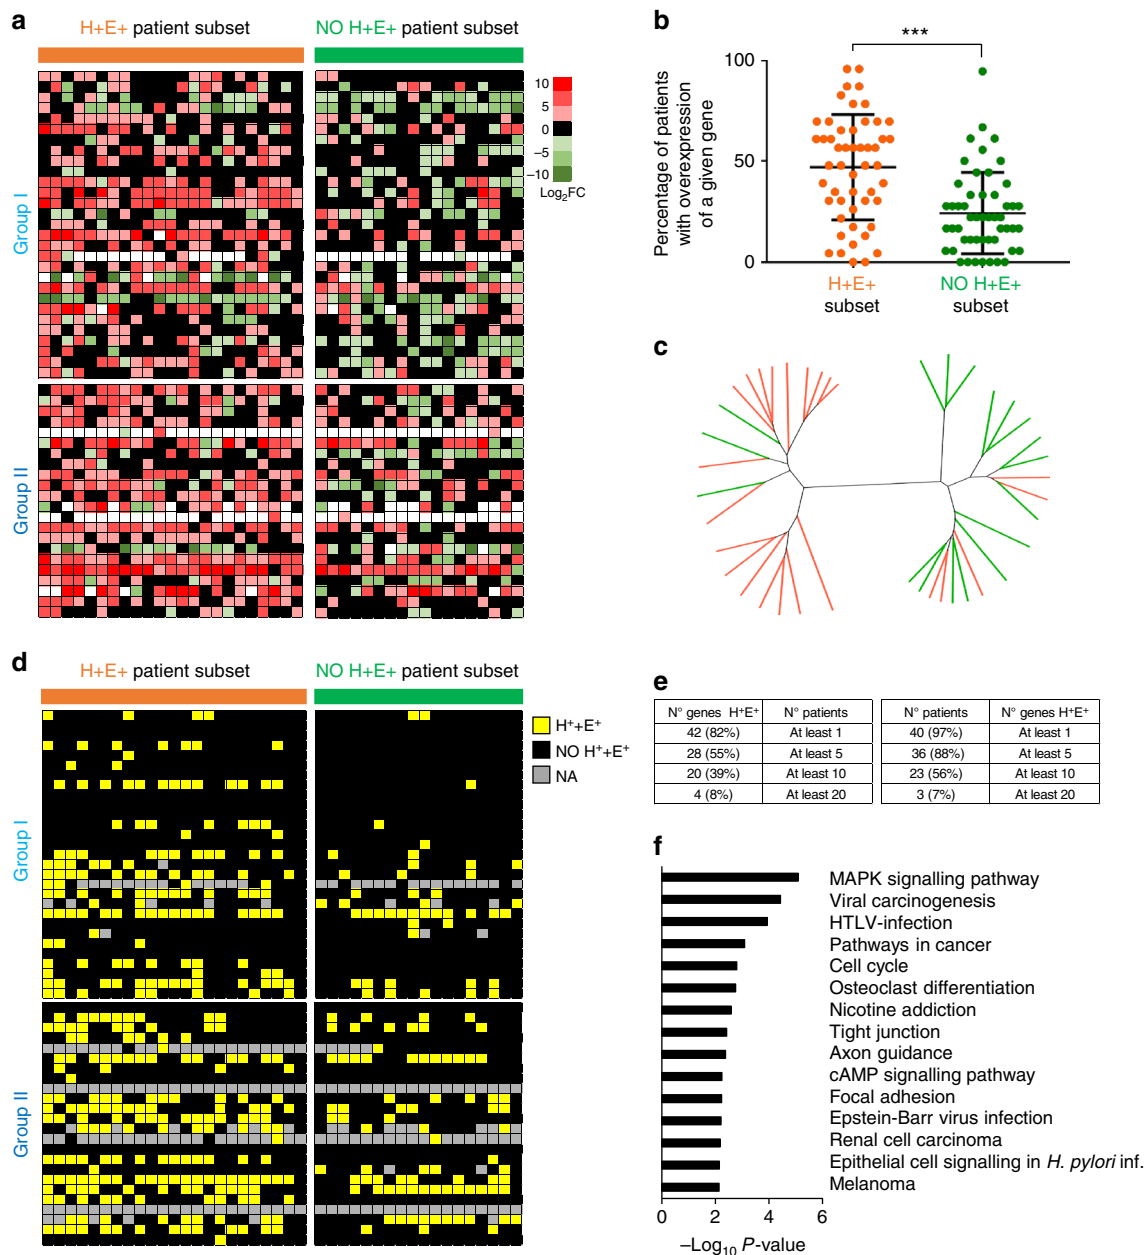 a
H+E+ patient subset
NO H+E+ patient subset
Group I
Group II
10
5
0
−5
−10
Log2FC
b
***
Percentage of patients
with overexpression
of a given gene
100
50
0
H+E+
subset
NO H+E+
subset
c
d
H+E+ patient subset
NO H+E+ patient subset
Group I
Group II
H⁺+E⁺
NO H⁺+E⁺
NA
e
N° genes H⁺E⁺ N° patients
42 (82%) At least 1
28 (55%) At least 5
20 (39%) At least 10
4 (8%) At least 20
N° patients N° genes H⁺E⁺
40 (97%) At least 1
36 (88%) At least 5
23 (56%) At least 10
3 (7%) At least 20
f
MAPK signalling pathway
Viral carcinogenesis
HTLV-infection
Pathways in cancer
Cell cycle
Osteoclast differentiation
Nicotine addiction
Tight junction
Axon guidance
cAMP signalling pathway
Focal adhesion
Epstein-Barr virus infection
Renal cell carcinoma
Epithelial cell signalling in H. pylori inf.
Melanoma
0 2 4 6
−Log10 P-value